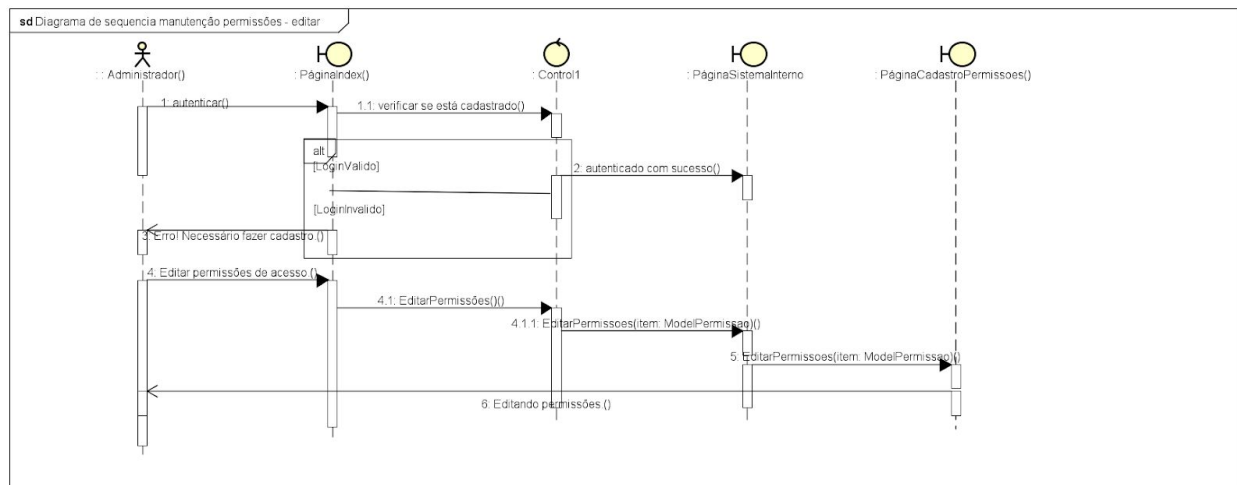 sd Diagrama de sequencia manutenção permissões - editar
: : Administrador()
: PáginaIndex()
: Control1
: PáginaSistemaInterno
: PáginaCadastroPermissoes()
1: autenticar()
1.1: verificar se está cadastrado()
alt
[LoginValido]
2: autenticado com sucesso()
[LoginInvalido]
3: Erro! Necessário fazer cadastro.()
4: Editar permissões de acesso.()
4.1: EditarPermissões()()
4.1.1: EditarPermissoes(item: ModelPermissao)()
5: EditarPermissoes(item: ModelPermissao)()
6: Editando permissões.()